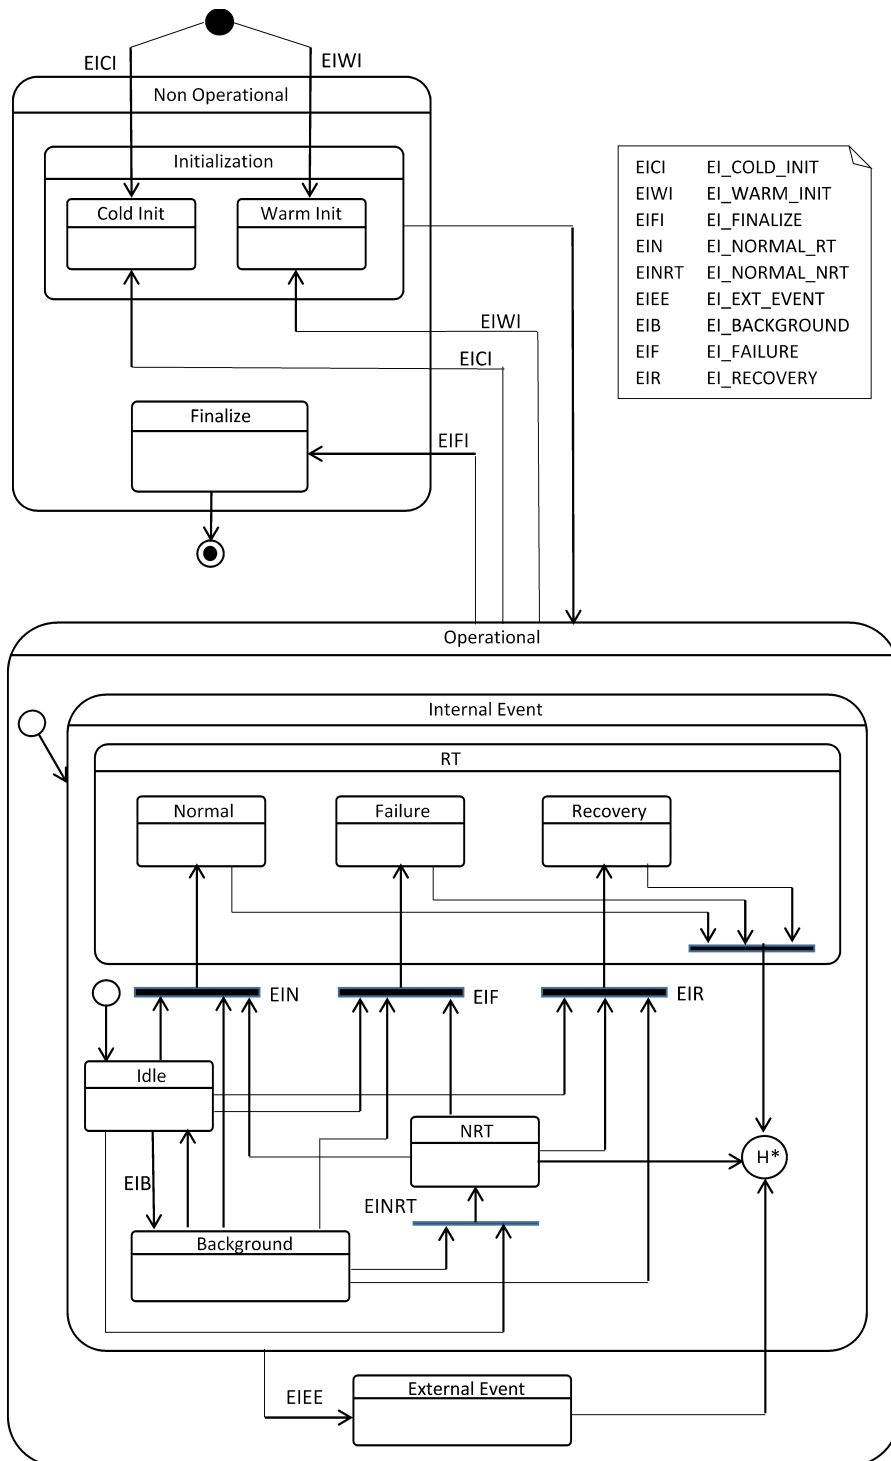 EICI
EIWI
Non Operational
Initialization
Cold Init
Warm Init
EICI EI_COLD_INIT
EIWI EI_WARM_INIT
EIFI EI_FINALIZE
EIN EI_NORMAL_RT
EINRT EI_NORMAL_NRT
EIEE EI_EXT_EVENT
EIB EI_BACKGROUND
EIF EI_FAILURE
EIR EI_RECOVERY
EIWI
EICI
Finalize
EIFI
Operational
Internal Event
RT
Normal
Failure
Recovery
EIN
EIF
EIR
Idle
NRT
H*
EIB
EINRT
Background
External Event
EIEE